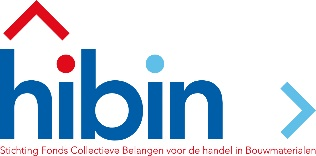 hibin
Stichting Fonds Collectieve Belangen voor de handel in Bouwmaterialen